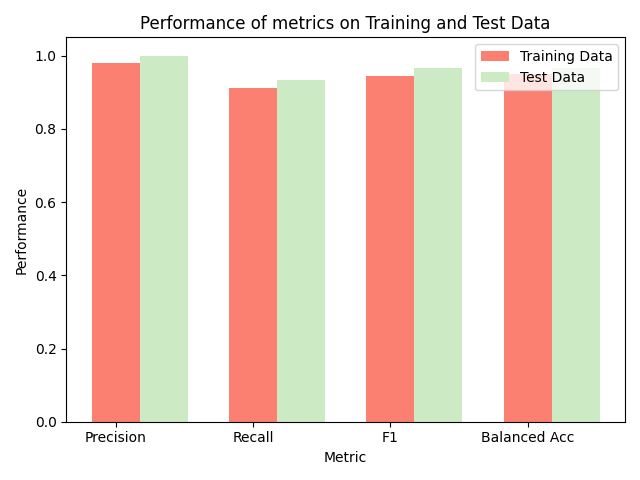 Performance of metrics on Training and Test Data
Training Data
Test Data
Performance
1.0
0.8
0.6
0.4
0.2
0.0
Precision
Recall
F1
Balanced Acc
Metric